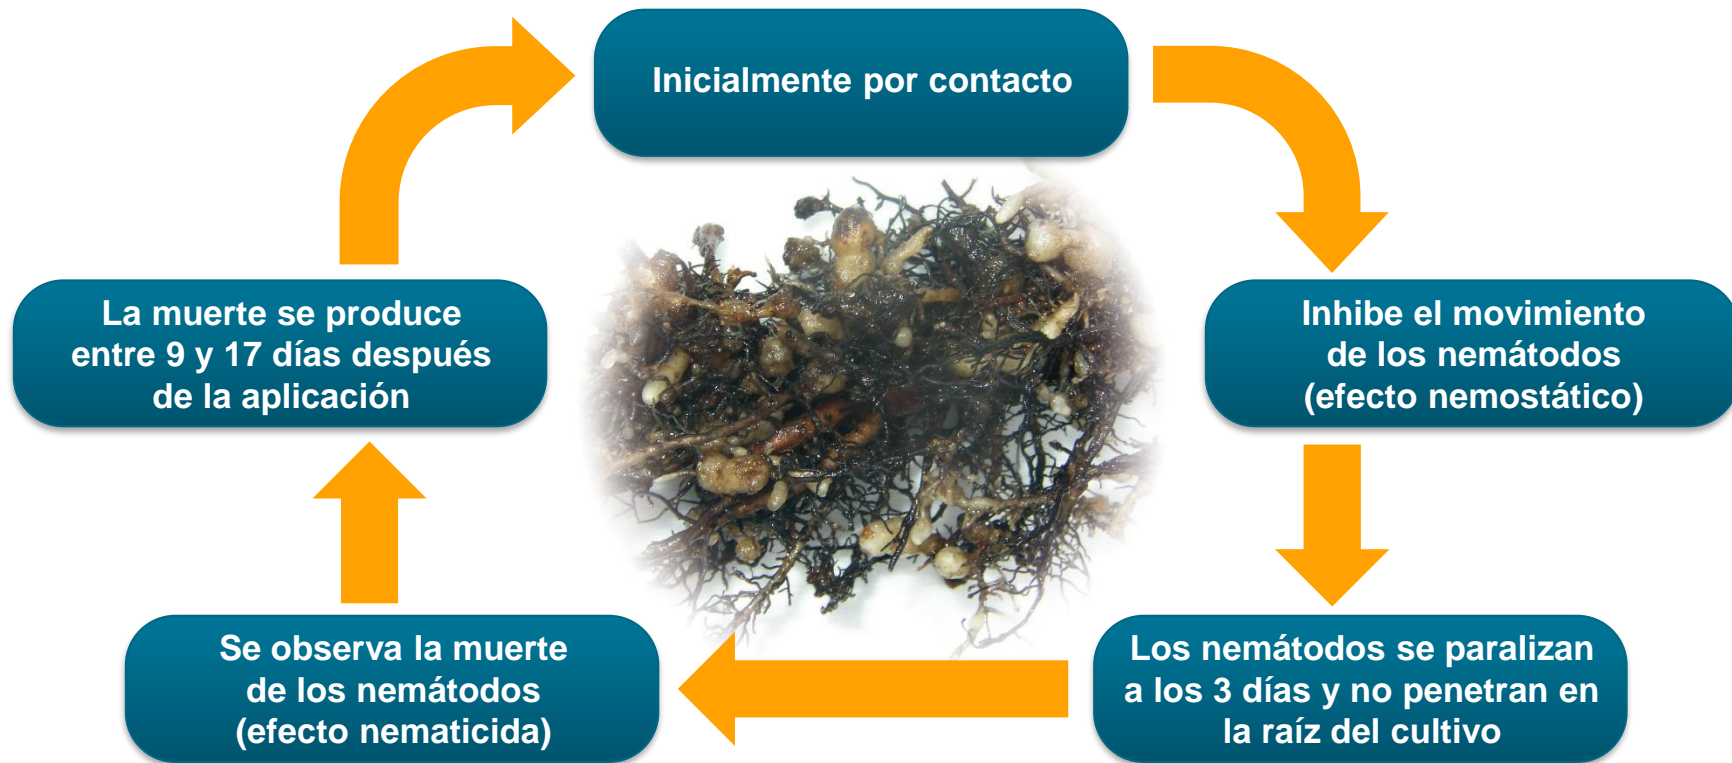 Inicialmente por contacto
Inhibe el movimiento
de los nemátodos
(efecto nemostático)
Los nemátodos se paralizan
a los 3 días y no penetran en
la raíz del cultivo
Se observa la muerte
de los nemátodos
(efecto nematicida)
La muerte se produce
entre 9 y 17 días después
de la aplicación